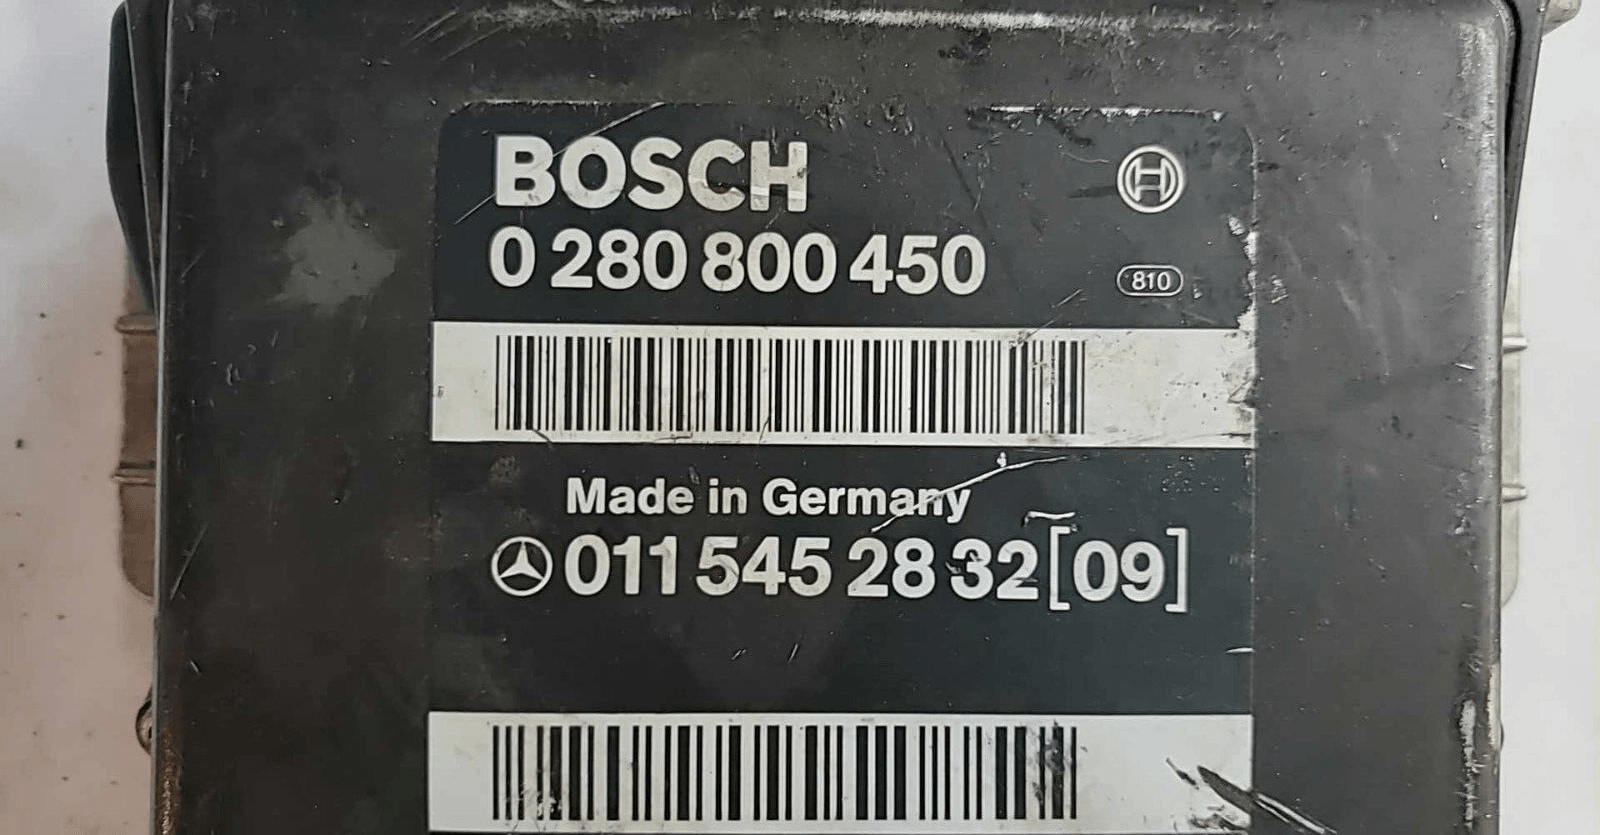 BOSCH
0 280 800 450
810
Made in Germany
011 545 28 32 [09]